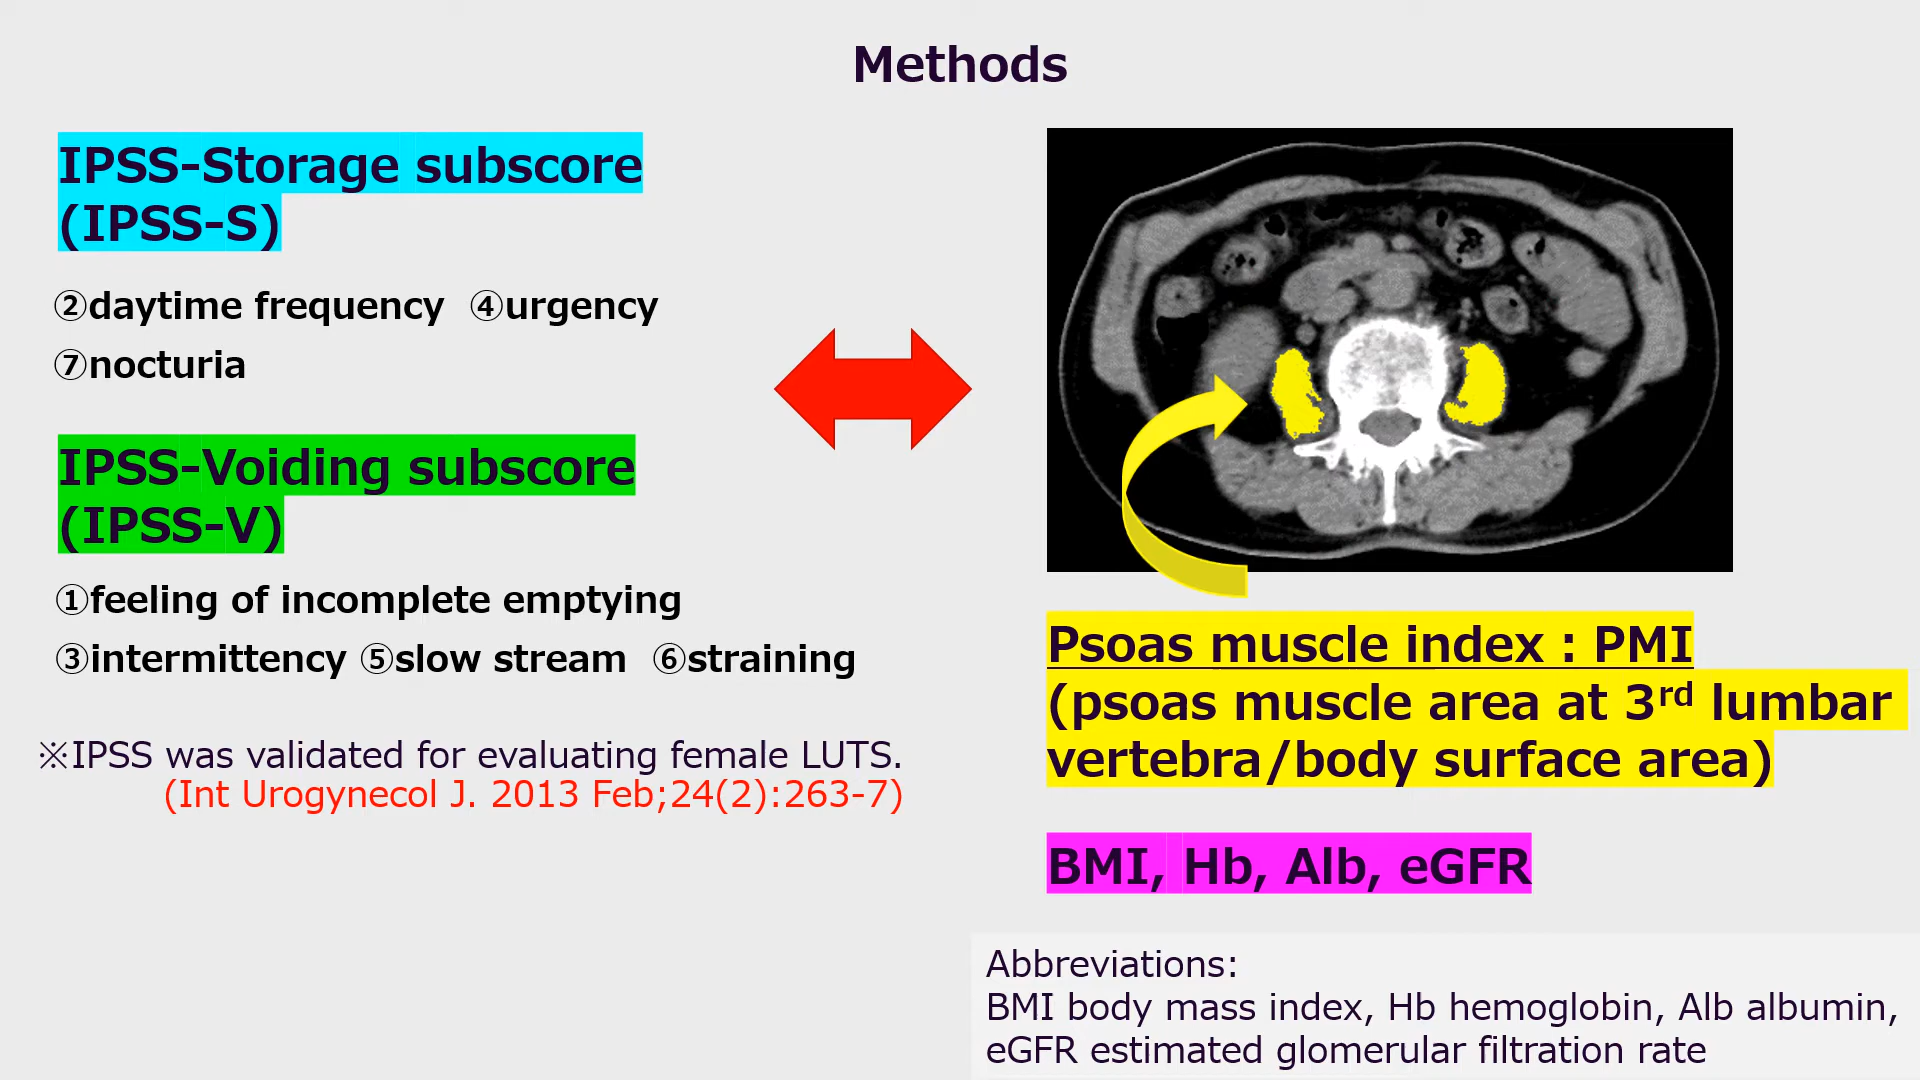 Methods
IPSS-Storage subscore
(IPSS-S)
②daytime frequency ④urgency
⑦nocturia
IPSS-Voiding subscore
(IPSS-V)
①feeling of incomplete emptying
③intermittency ⑤slow stream ⑥straining
※IPSS was validated for evaluating female LUTS.
(Int Urogynecol J. 2013 Feb;24(2):263-7)
Psoas muscle index : PMI
(psoas muscle area at 3rd lumbar
vertebra/body surface area)
BMI, Hb, Alb, eGFR
Abbreviations:
BMI body mass index, Hb hemoglobin, Alb albumin,
eGFR estimated glomerular filtration rate